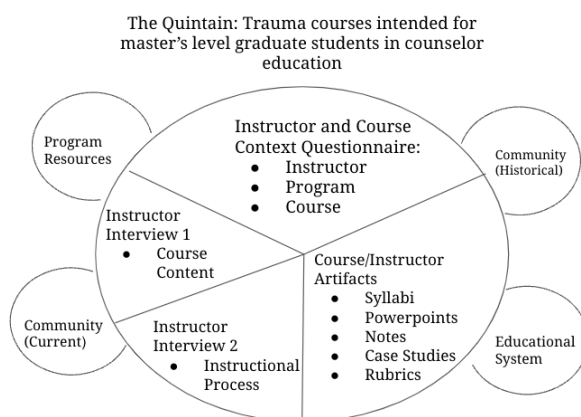 The Quintain: Trauma courses intended for
master's level graduate students in counselor
education
Program
Resources
Instructor and Course
Context Questionnaire:
● Instructor
● Program
● Course
Community
(Historical)
Instructor
Interview 1
● Course
Content
Course/Instructor
Artifacts
● Syllabi
● Powerpoints
● Notes
● Case Studies
● Rubrics
Community
(Current)
Instructor
Interview 2
● Instructional
Process
Educational
System